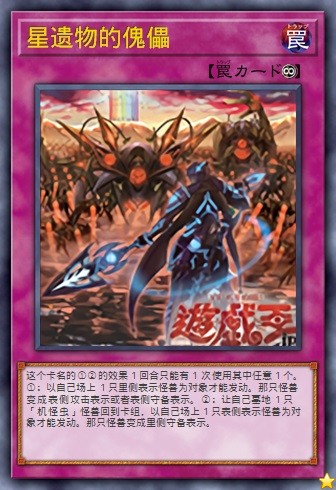 星遗物的傀儡
トラップ
罠
【罠カード】
遊戯王
这个卡名的①②的效果1回合只能有1次使用其中任意1个。
①：以自己场上1只里侧表示怪兽为对象才能发动。那只怪兽
变成表侧攻击表示或者表侧守备表示。②：让自己墓地1只
「机怪虫」怪兽回到卡组，以自己场上1只表侧表示怪兽为对
象才能发动。那只怪兽变成里侧守备表示。